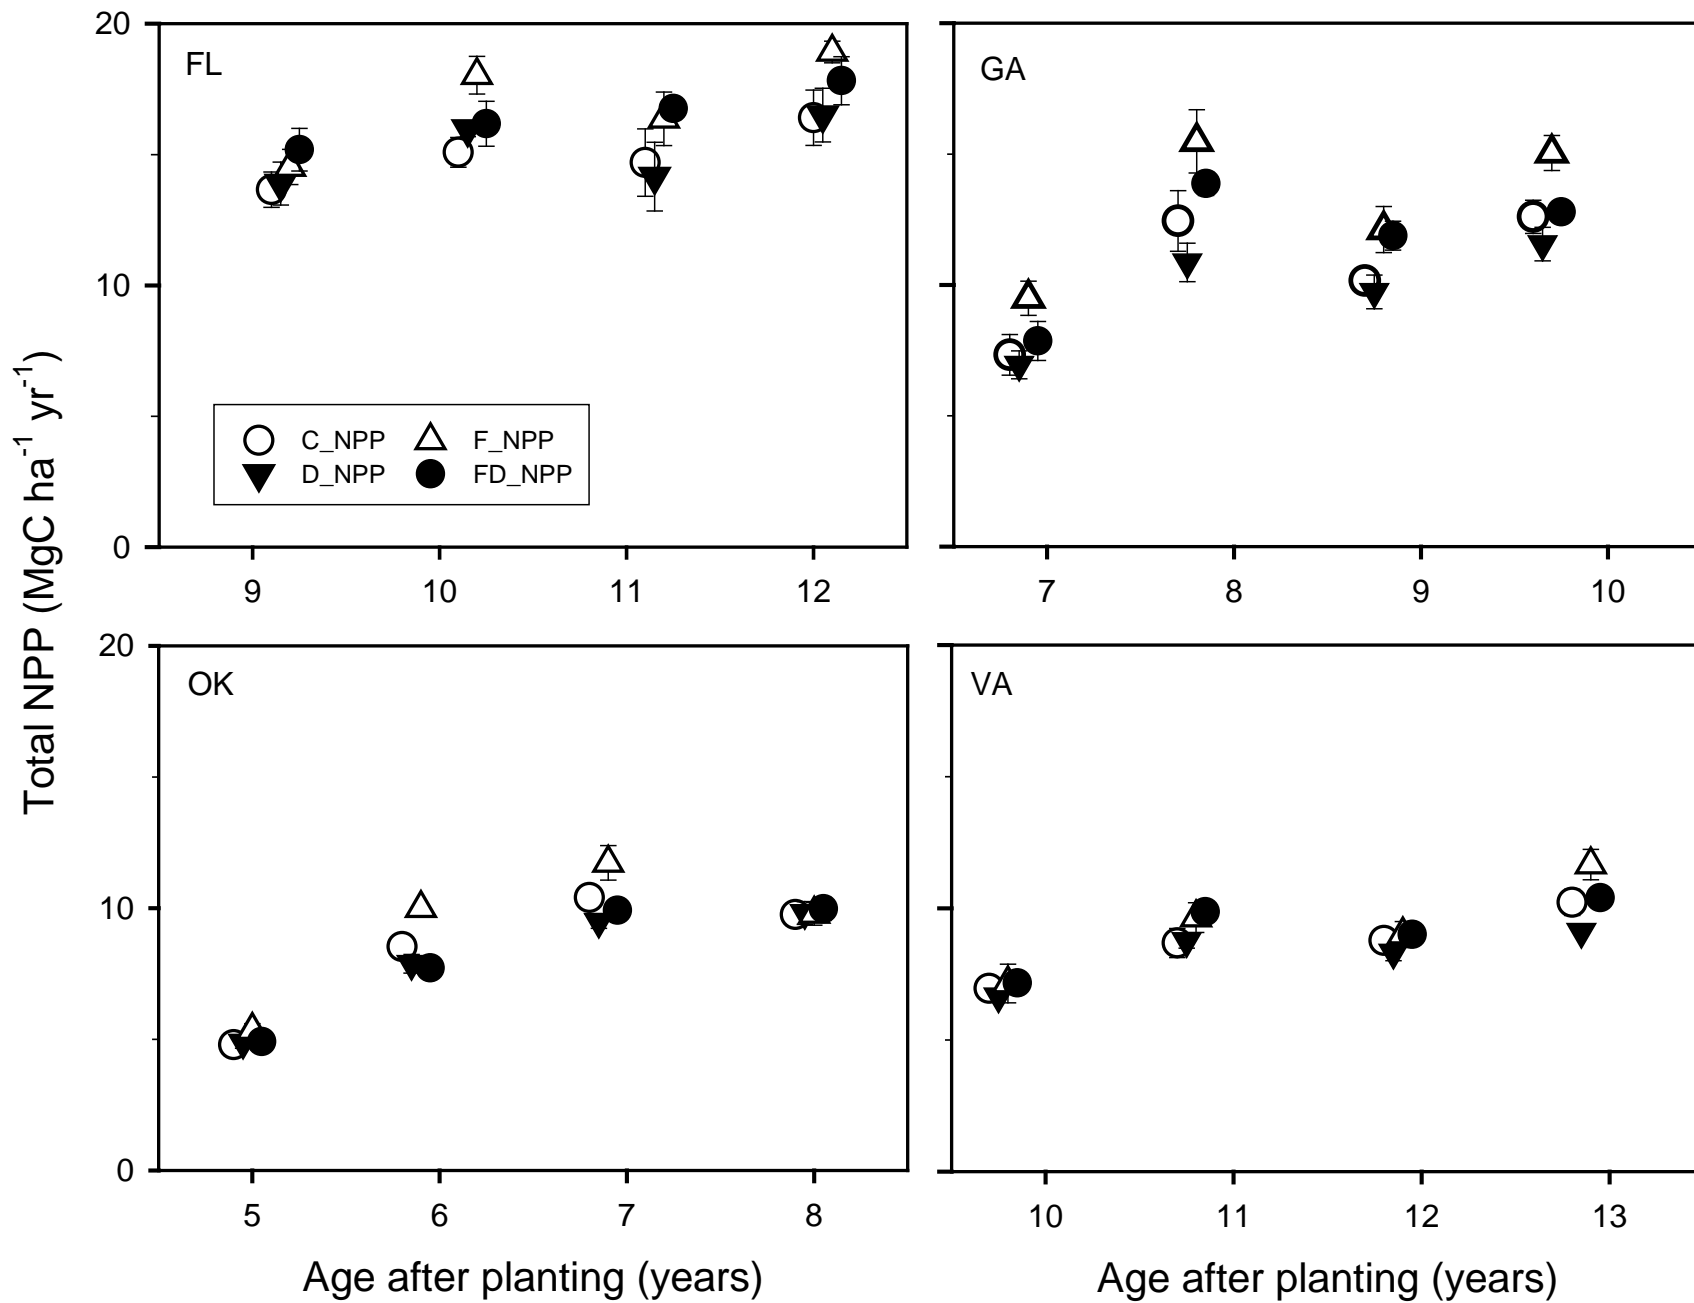 Total NPP (MgC ha⁻¹ yr⁻¹)
20
10
0
FL
C_NPP F_NPP
D_NPP FD_NPP
9 10 11 12
GA
7 8 9 10
20
10
0
OK
5 6 7 8
Age after planting (years)
VA
10 11 12 13
Age after planting (years)